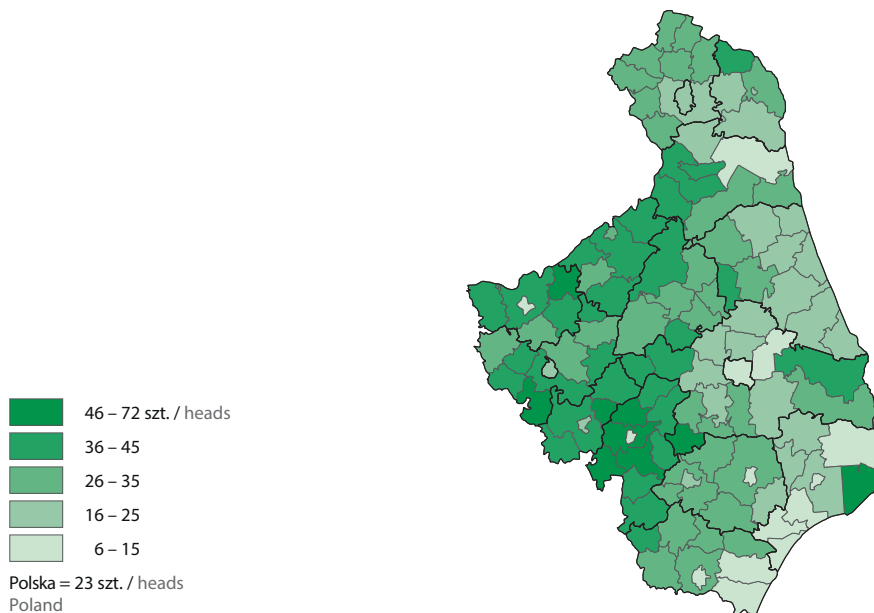 46 – 72 szt. / heads
36 – 45
26 – 35
16 – 25
6 – 15
Polska = 23 szt. / heads
Poland